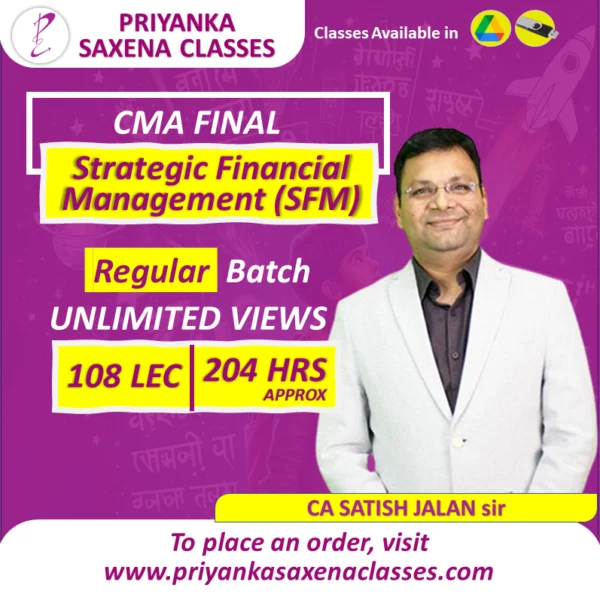 PRIYANKA
SAXENA CLASSES
Classes Available in
CMA FINAL
Strategic Financial
Management (SFM)
Regular Batch
UNLIMITED VIEWS
108 LEC
204 HRS
APPROX
CA SATISH JALAN sir
To place an order, visit
www.priyankasaxenaclasses.com